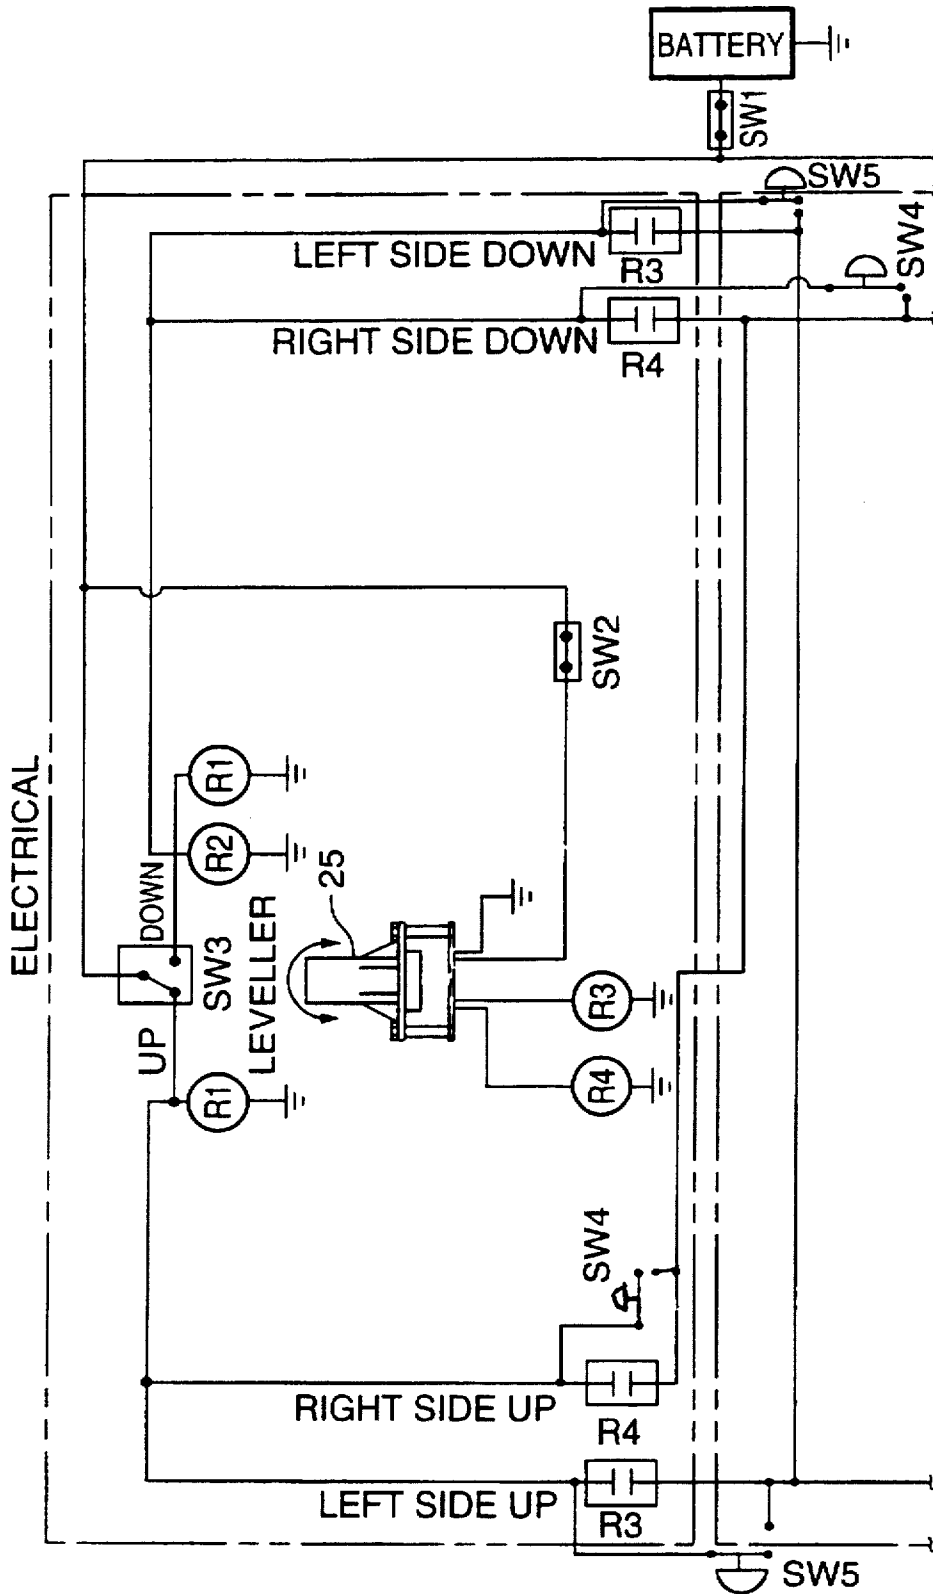 BATTERY
SW1
SW5
SW4
LEFT SIDE DOWN
R3
RIGHT SIDE DOWN
R4
SW2
ELECTRICAL
R1
R2
DOWN
SW3
UP
LEVELLER
25
R3
R4
R1
SW4
RIGHT SIDE UP
R4
LEFT SIDE UP
R3
SW5